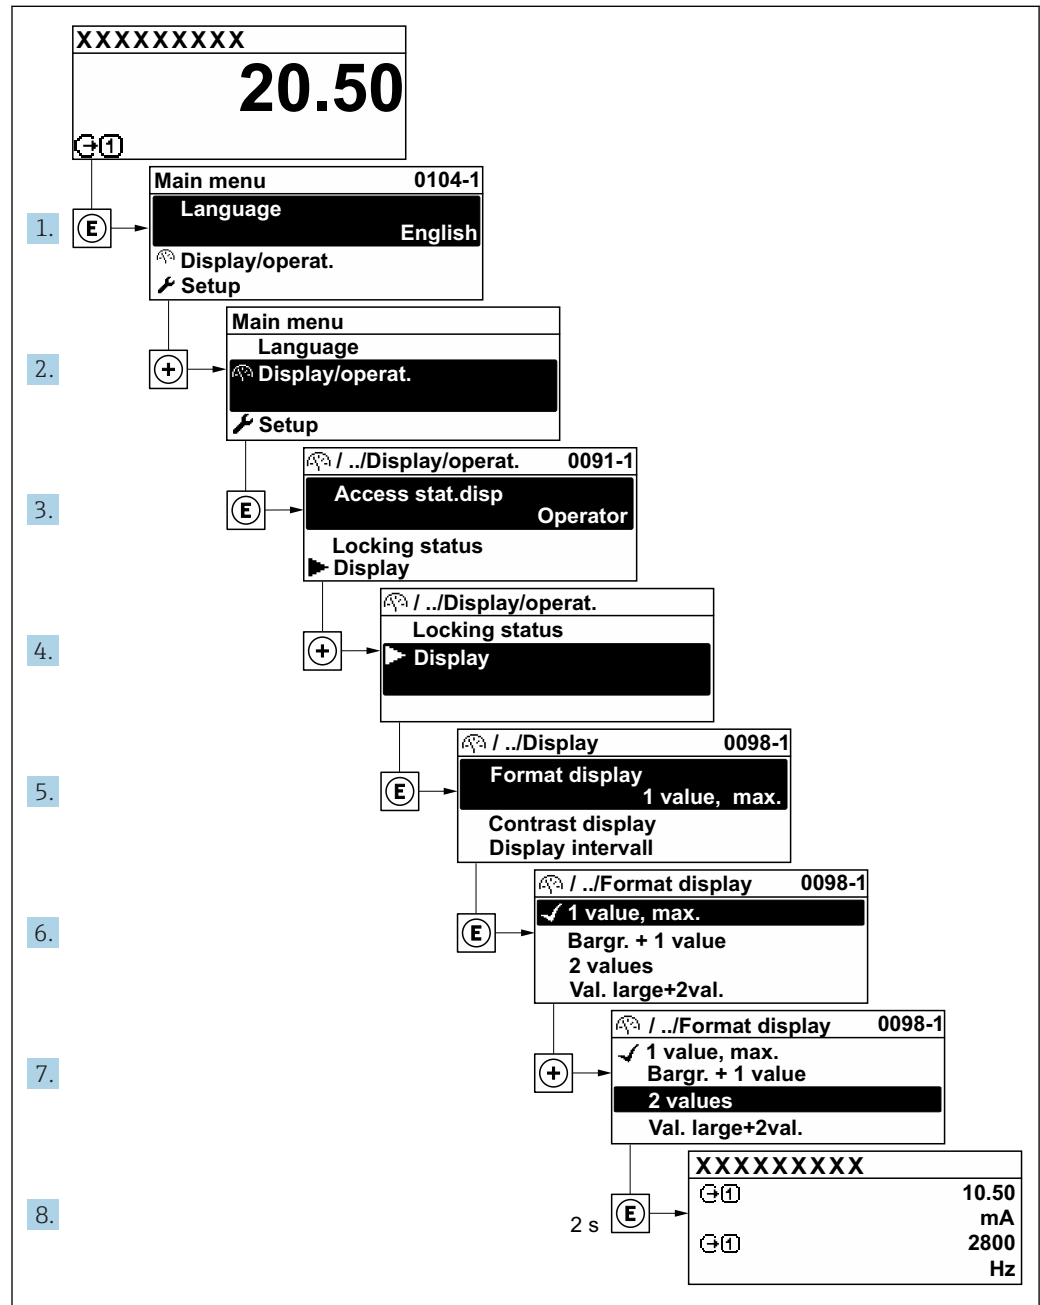 XXXXXXXXX
20.50
1
Main menu 0104-1
Language
1. E English
Display/operat.
Setup
Main menu
Language
2. + Display/operat.
Setup
/ ../Display/operat. 0091-1
Access stat.disp
3. E Operator
Locking status
Display
/ ../Display/operat.
Locking status
4. + Display
/ ../Display 0098-1
Format display
5. E 1 value, max.
Contrast display
Display intervall
/ ../Format display 0098-1
1 value, max.
6. E Bargr. + 1 value
2 values
Val. large+2val.
/ ../Format display 0098-1
1 value, max.
7. + Bargr. + 1 value
2 values
Val. large+2val.
XXXXXXXXX
1 10.50
8. 2 s E mA
1 2800
Hz